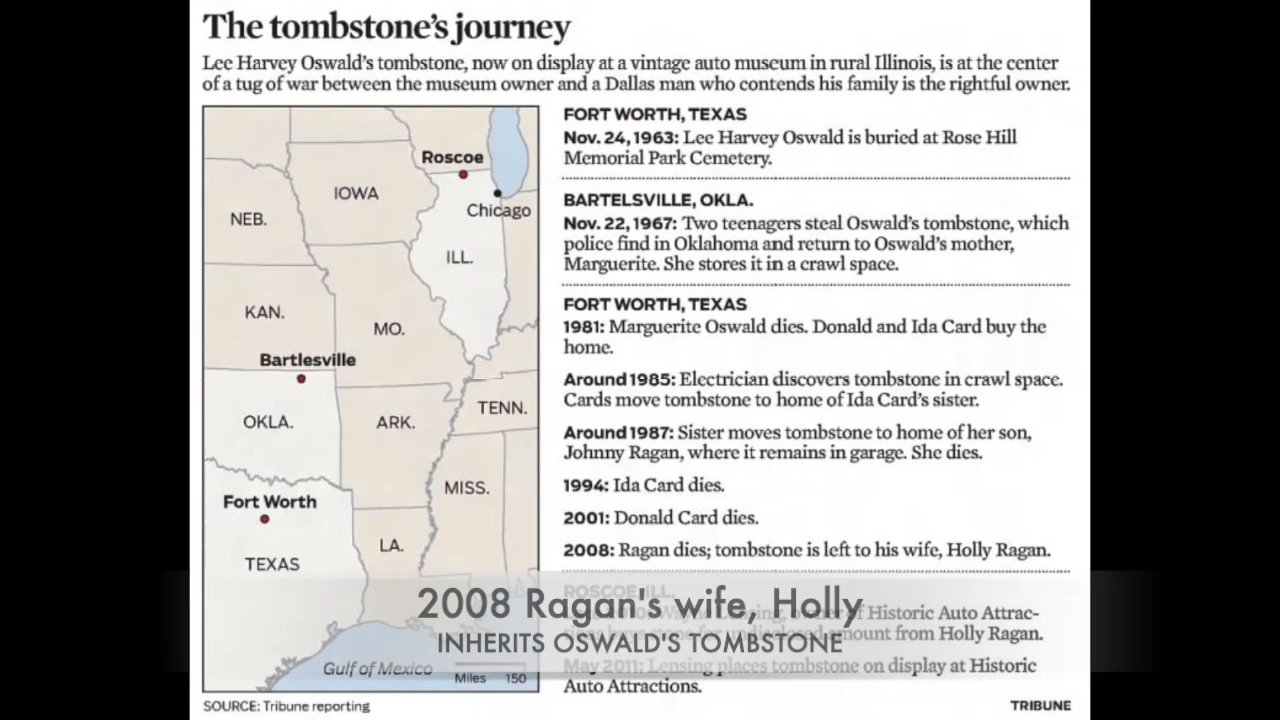 The tombstone's journey
Lee Harvey Oswald's tombstone, now on display at a vintage auto museum in rural Illinois, is at the center
of a tug of war between the museum owner and a Dallas man who contends his family is the rightful owner.
Roscoe
Chicago
IOWA
NEB.
ILL.
KAN.
MO.
Bartlesville
OKLA.
ARK.
TENN.
Fort Worth
MISS.
LA.
TEXAS
Gulf of Mexico
Miles 150
FORT WORTH, TEXAS
Nov. 24, 1963: Lee Harvey Oswald is buried at Rose Hill
Memorial Park Cemetery.
BARTELSVILLE, OKLA.
Nov. 22, 1967: Two teenagers steal Oswald's tombstone, which
police find in Oklahoma and return to Oswald's mother,
Marguerite. She stores it in a crawl space.
FORT WORTH, TEXAS
1981: Marguerite Oswald dies. Donald and Ida Card buy the
home.
Around 1985: Electrician discovers tombstone in crawl space.
Cards move tombstone to home of Ida Card's sister.
Around 1987: Sister moves tombstone to home of her son,
Johnny Ragan, where it remains in garage. She dies.
1994: Ida Card dies.
2001: Donald Card dies.
2008: Ragan dies; tombstone is left to his wife, Holly Ragan.
ROSCOE, ILL.
of Historic Auto Attrac-
amount from Holly Ragan.
May 2011: Lensing places tombstone on display at Historic
Auto Attractions.
2008 Ragan's wife, Holly
INHERITS OSWALD'S TOMBSTONE
SOURCE: Tribune reporting
TRIBUNE